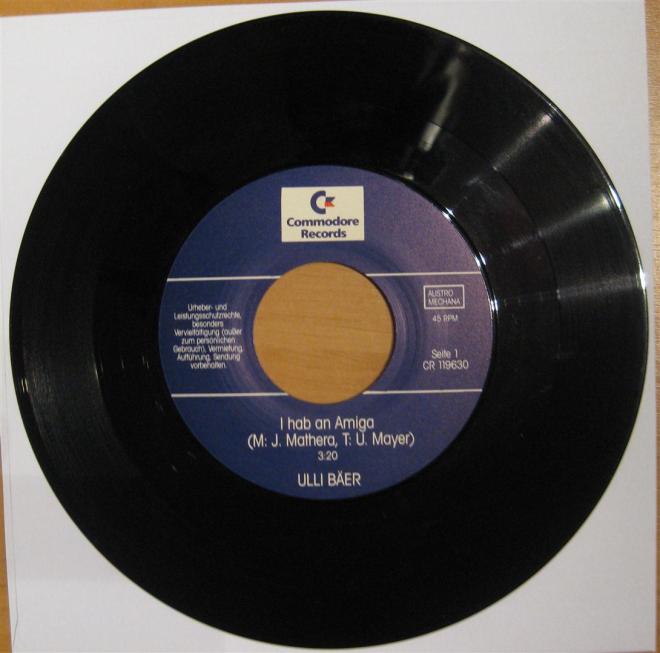 Commodore
Records
Urheber- und
Leistungsschutzrechte,
besonders
Vervielfältigung (außer
zum persönlichen
Gebrauch), Vermietung,
Aufführung, Sendung
vorbehalten.
AUSTRO
MECHANA
45 RPM
Seite 1
CR 119630
I hab an Amiga
(M: J. Mathera, T: U. Mayer)
3:20
ULLI BÄER